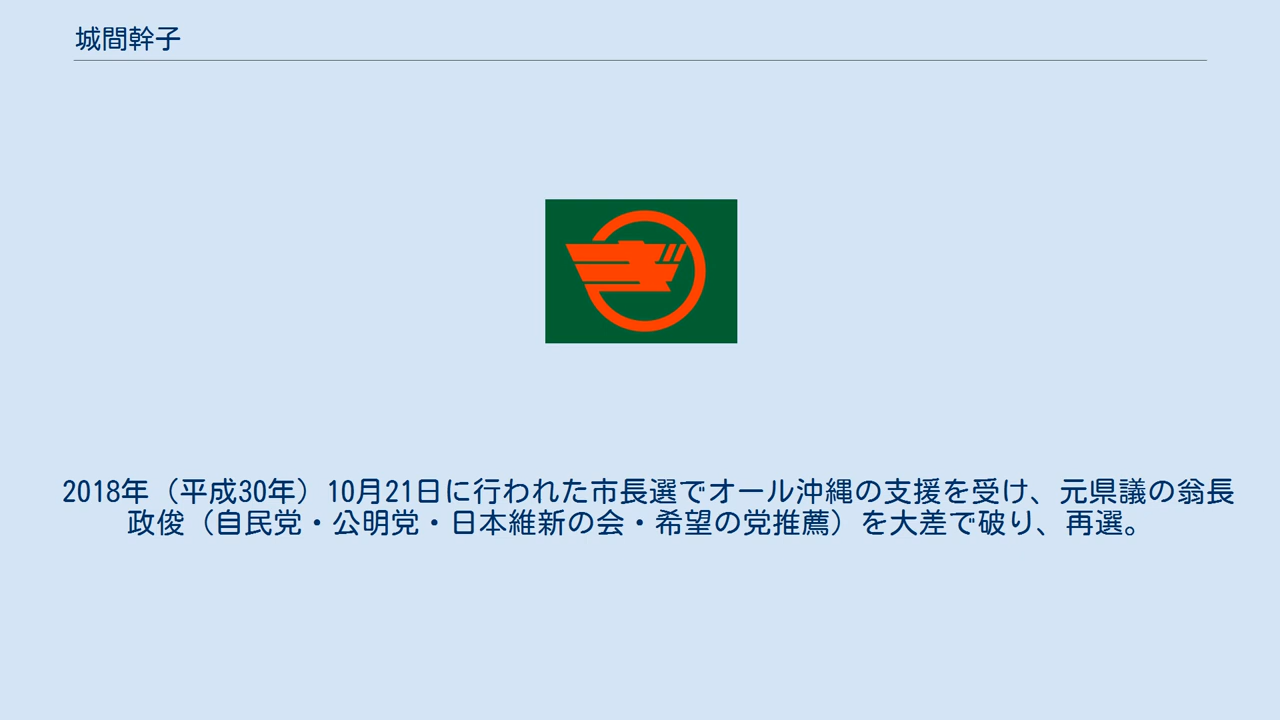 城間幹子
2018年（平成30年）10月21日に行われた市長選でオール沖縄の支援を受け、元県議の翁長
政俊（自民党・公明党・日本維新の会・希望の党推薦）を大差で破り、再選。